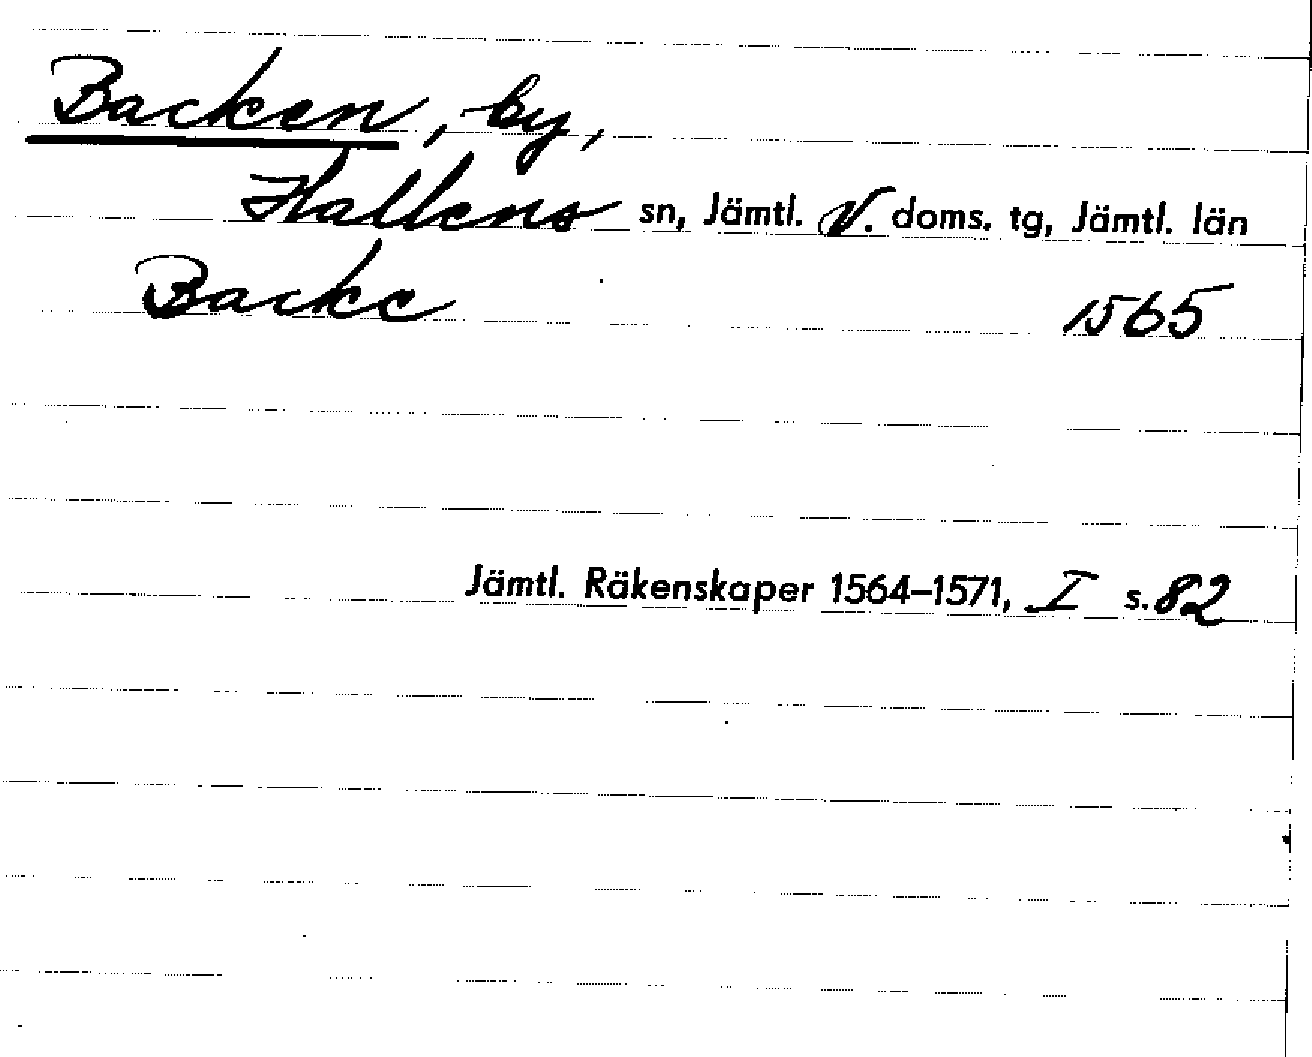 Backen, by,
Hallens sn, Jämtl. V. doms. tg, Jämtl. län
Backe 1565
Jämtl. Räkenskaper 1564–1571, I s. 82